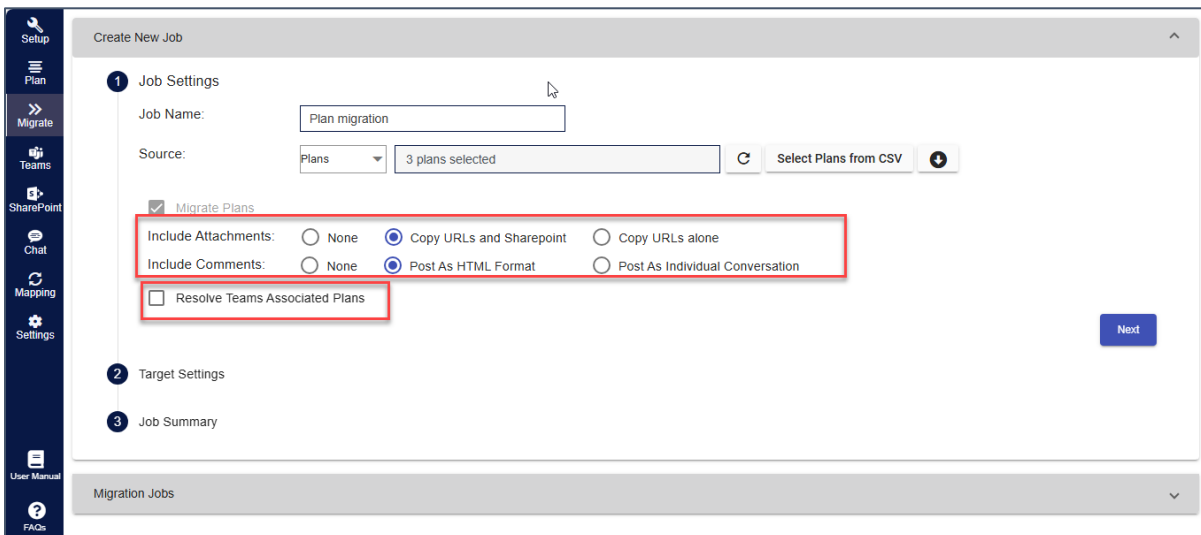 Setup
Plan
Migrate
Teams
SharePoint
Chat
Mapping
Settings
User Manual
FAQs
Create New Job
1 Job Settings
Job Name: Plan migration
Source: Plans 3 plans selected Select Plans from CSV
Migrate Plans
Include Attachments: None Copy URLs and Sharepoint Copy URLs alone
Include Comments: None Post As HTML Format Post As Individual Conversation
Resolve Teams Associated Plans
Next
2 Target Settings
3 Job Summary
Migration Jobs